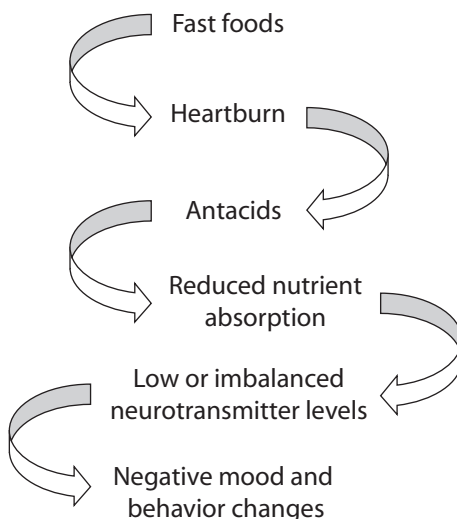 Fast foods
Heartburn
Antacids
Reduced nutrient
absorption
Low or imbalanced
neurotransmitter levels
Negative mood and
behavior changes